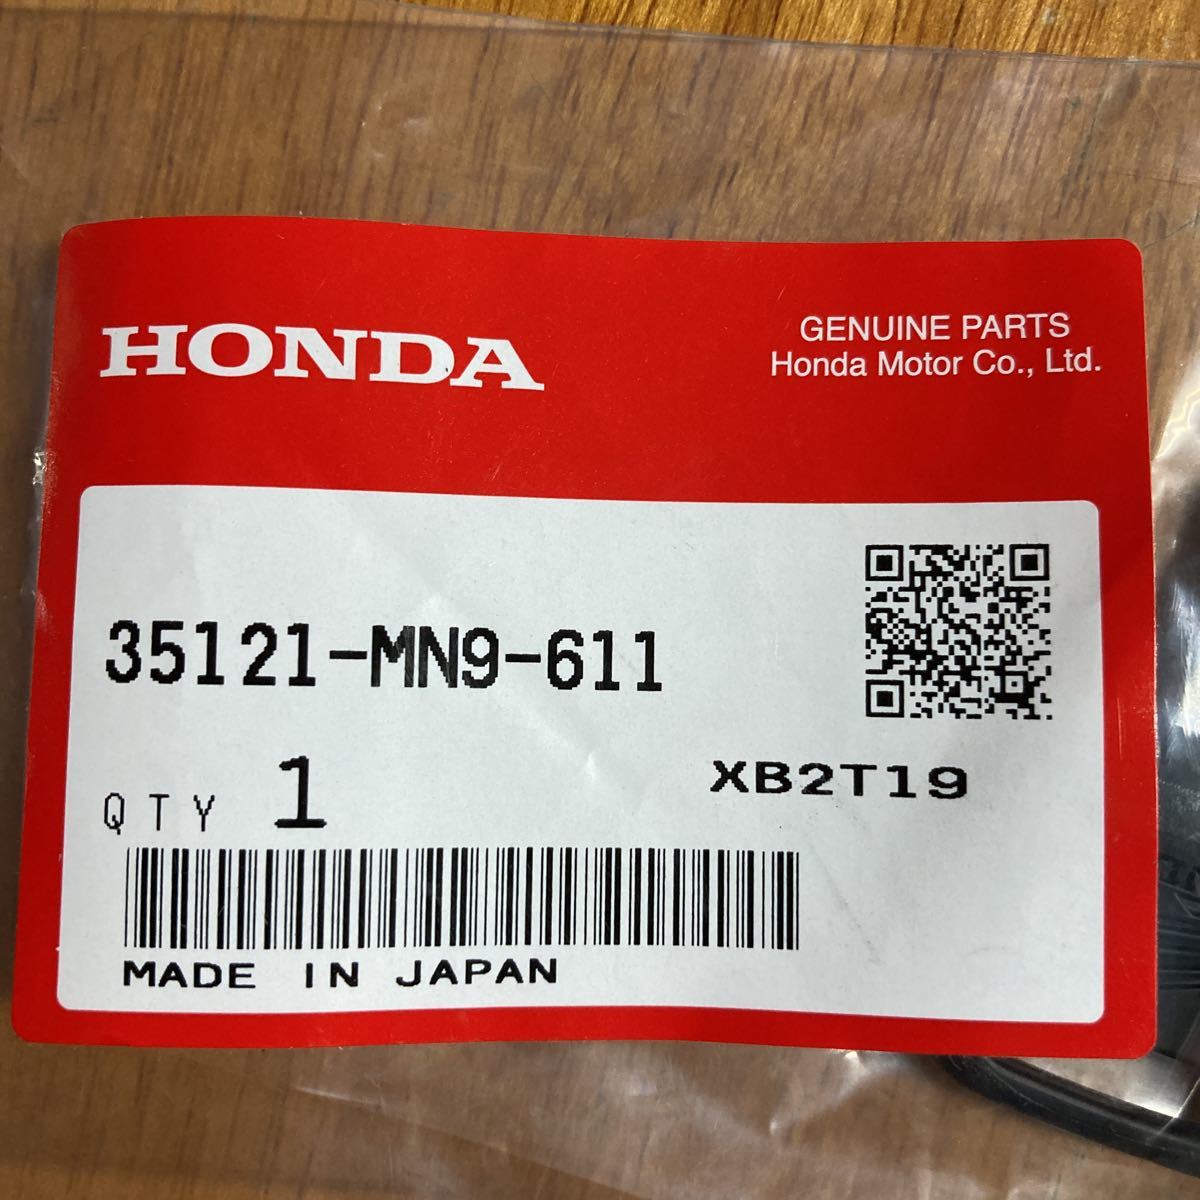 HONDA
GENUINE PARTS
Honda Motor Co., Ltd.
35121-MN9-611
QTY 1
XB2T19
MADE IN JAPAN